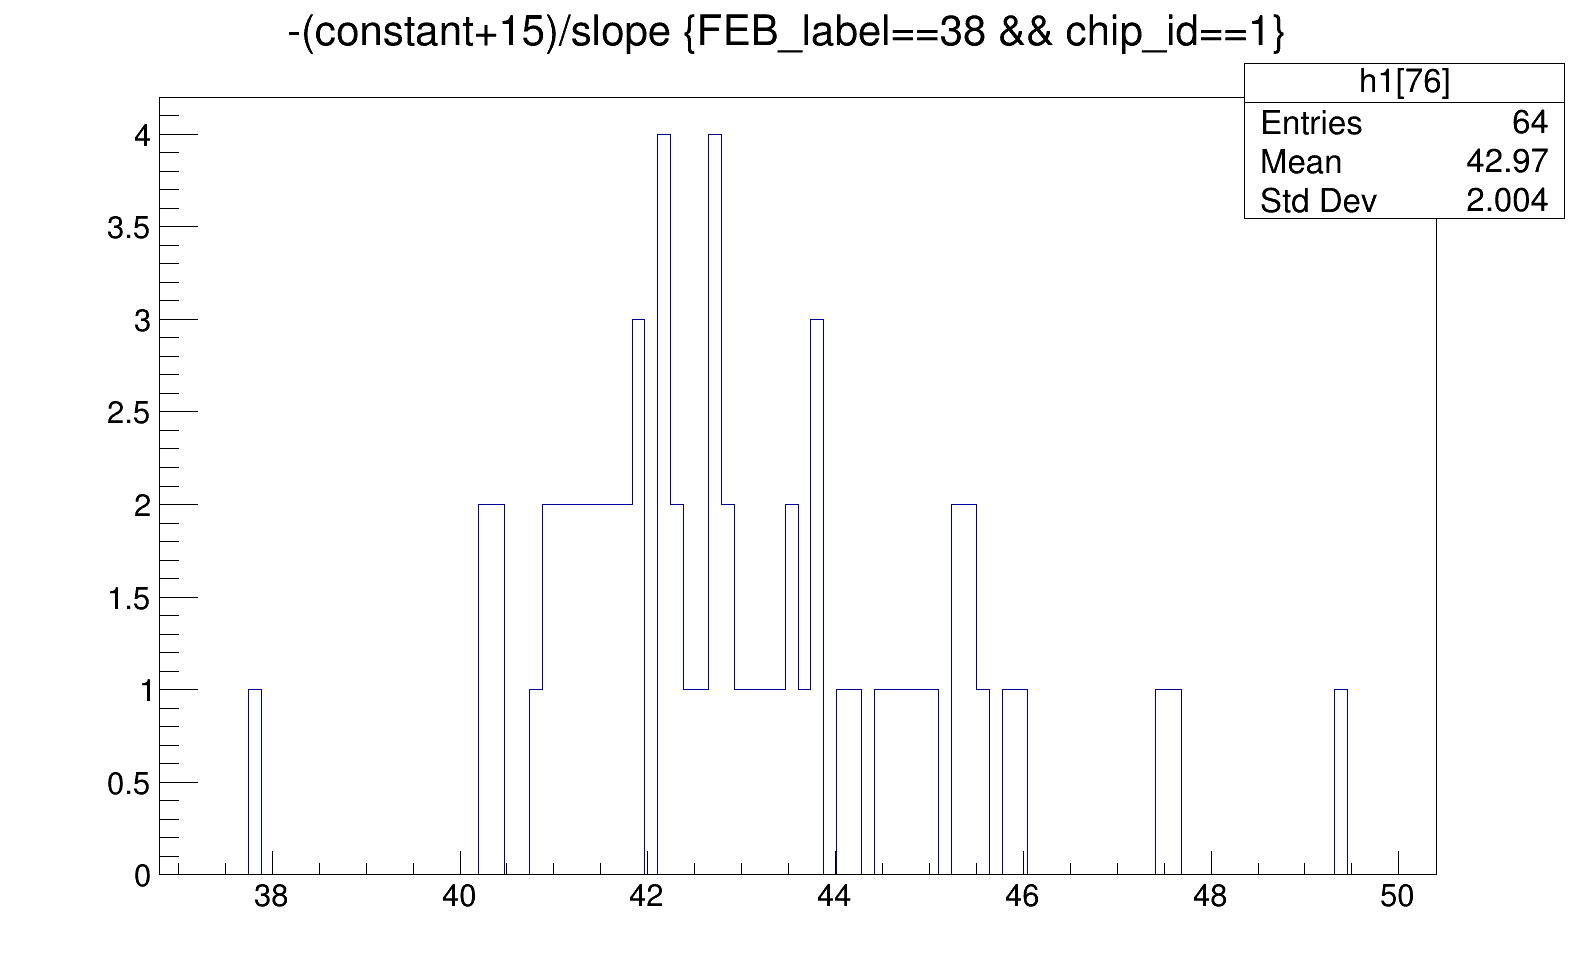 -(constant+15)/slope {FEB_label==38 && chip_id==1}
h1[76]
Entries 64
Mean 42.97
Std Dev 2.004
4
3.5
3
2.5
2
1.5
1
0.5
0
38 40 42 44 46 48 50